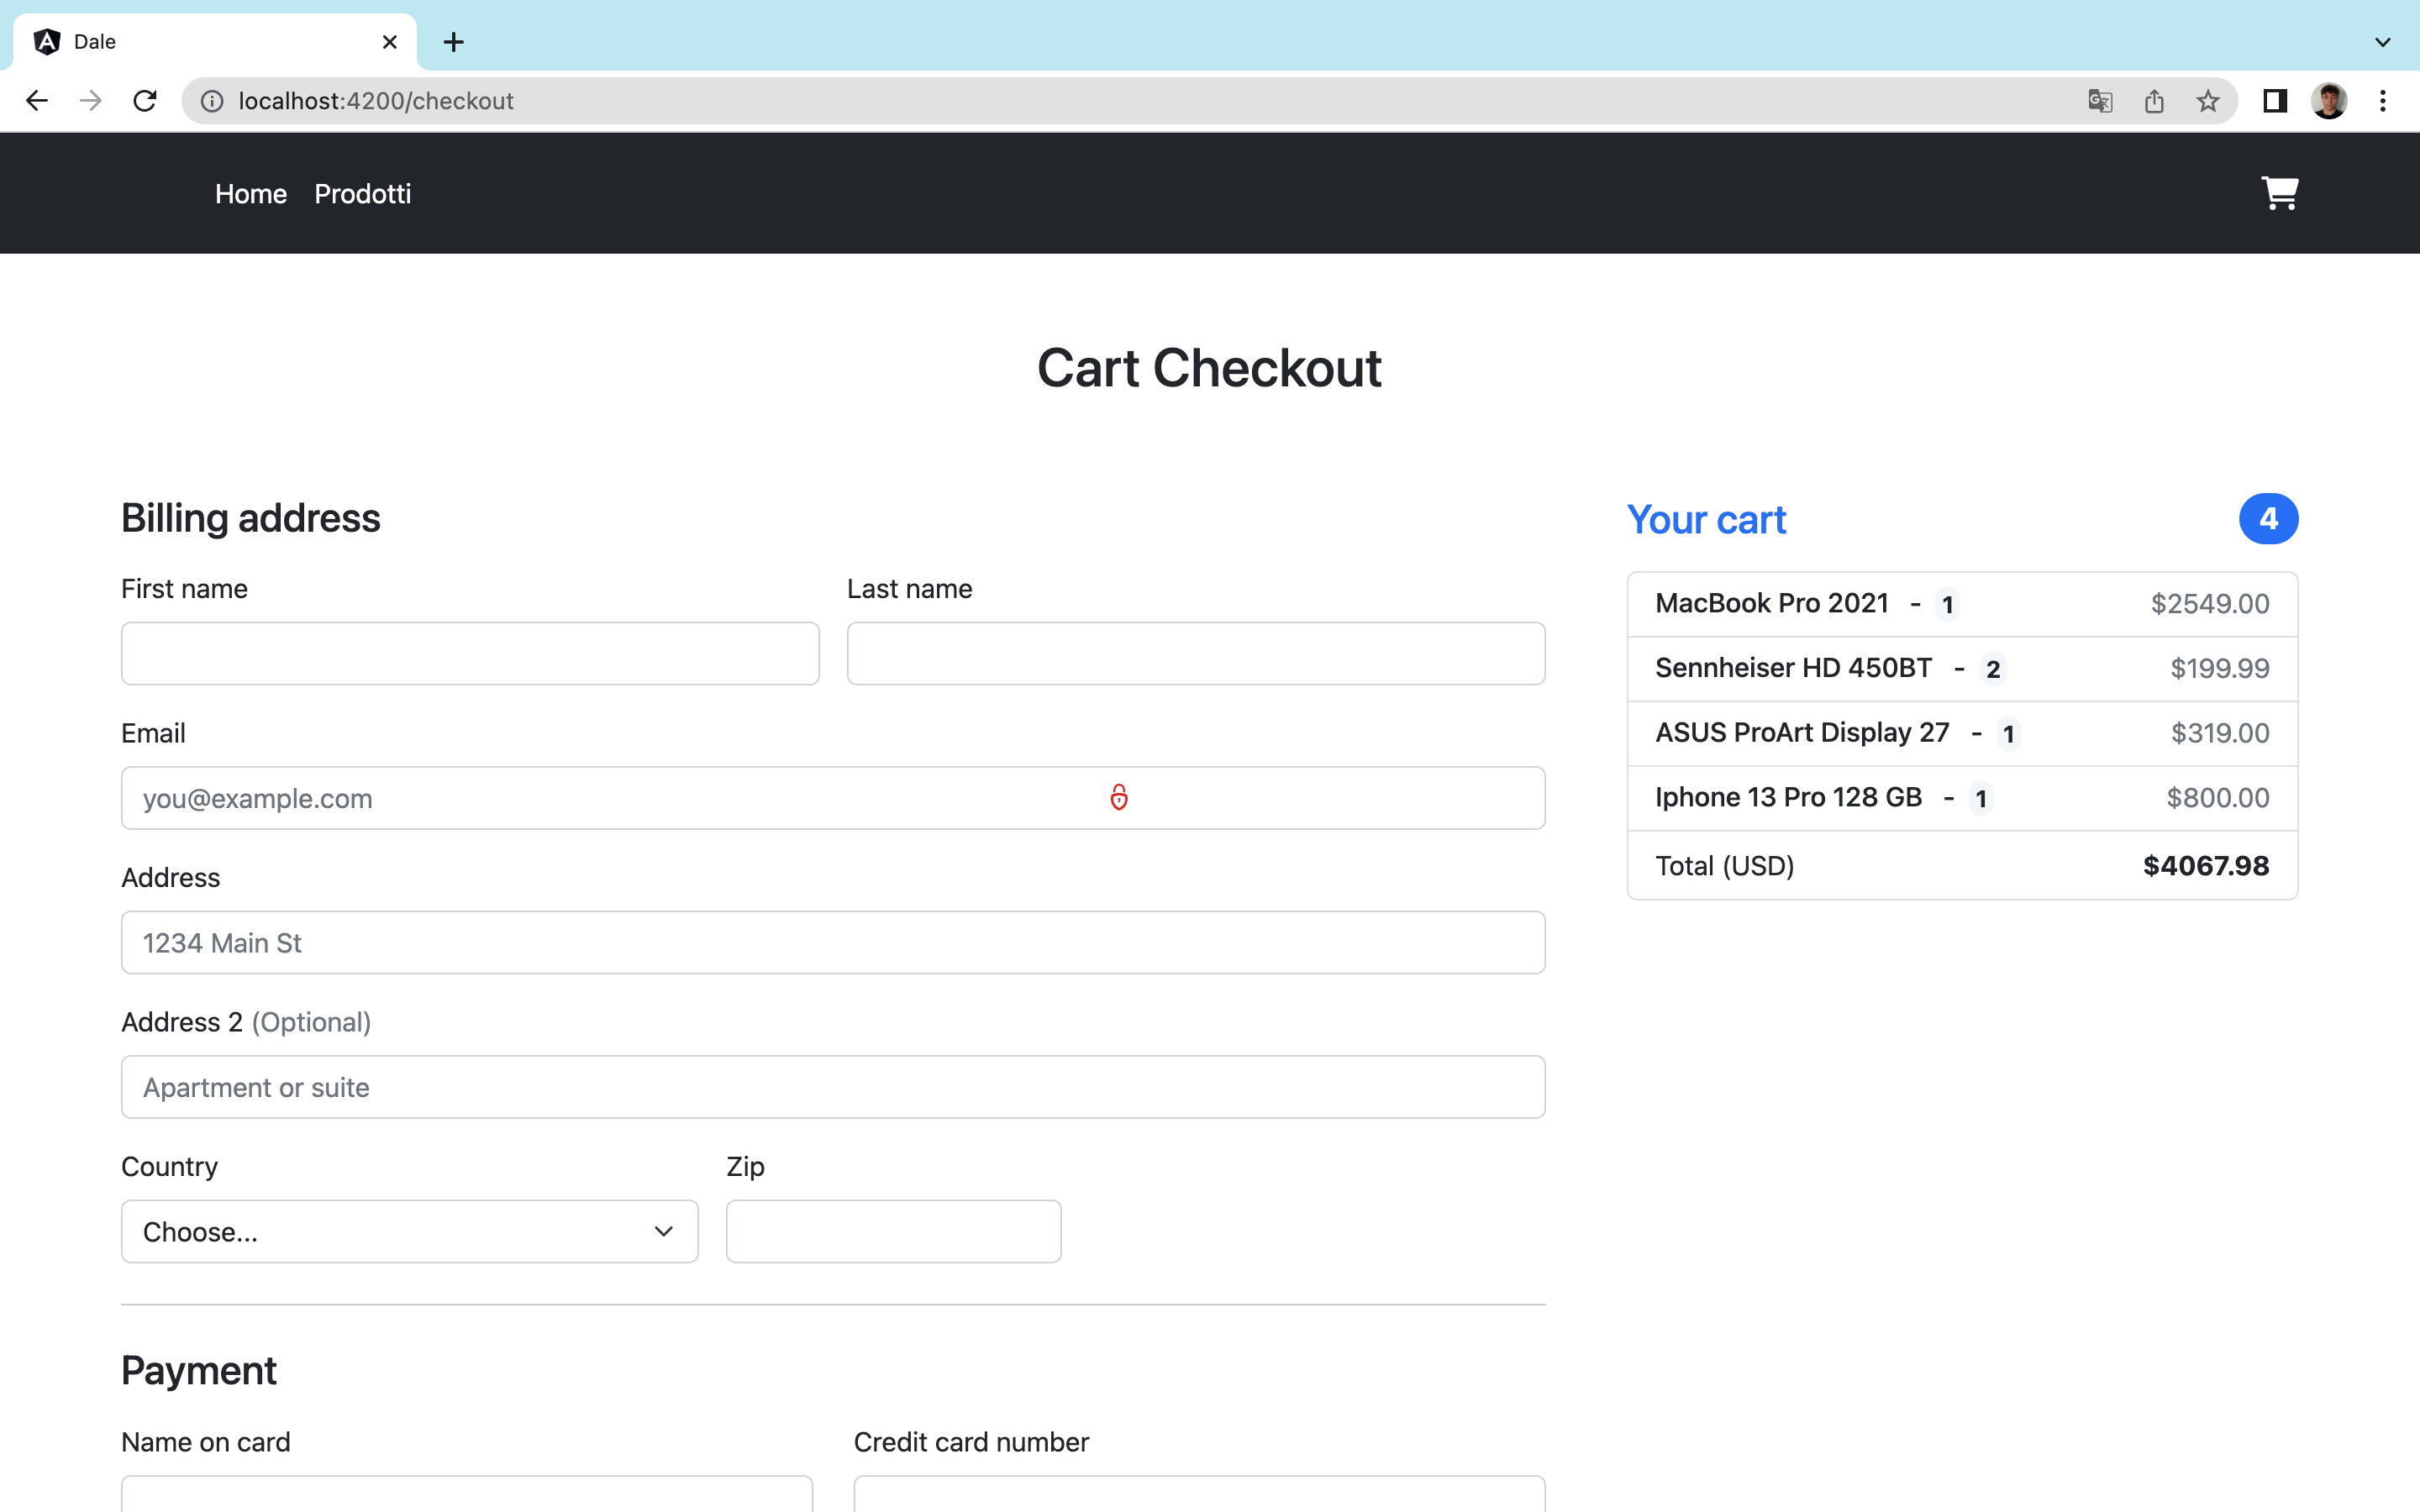 Dale
localhost:4200/checkout
Home Prodotti
Cart Checkout
Billing address
First name Last name
Email
you@example.com
Address
1234 Main St
Address 2 (Optional)
Apartment or suite
Country Zip
Choose...
Payment
Name on card Credit card number
Your cart 4
MacBook Pro 2021 - 1 $2549.00
Sennheiser HD 450BT - 2 $199.99
ASUS ProArt Display 27 - 1 $319.00
Iphone 13 Pro 128 GB - 1 $800.00
Total (USD) $4067.98